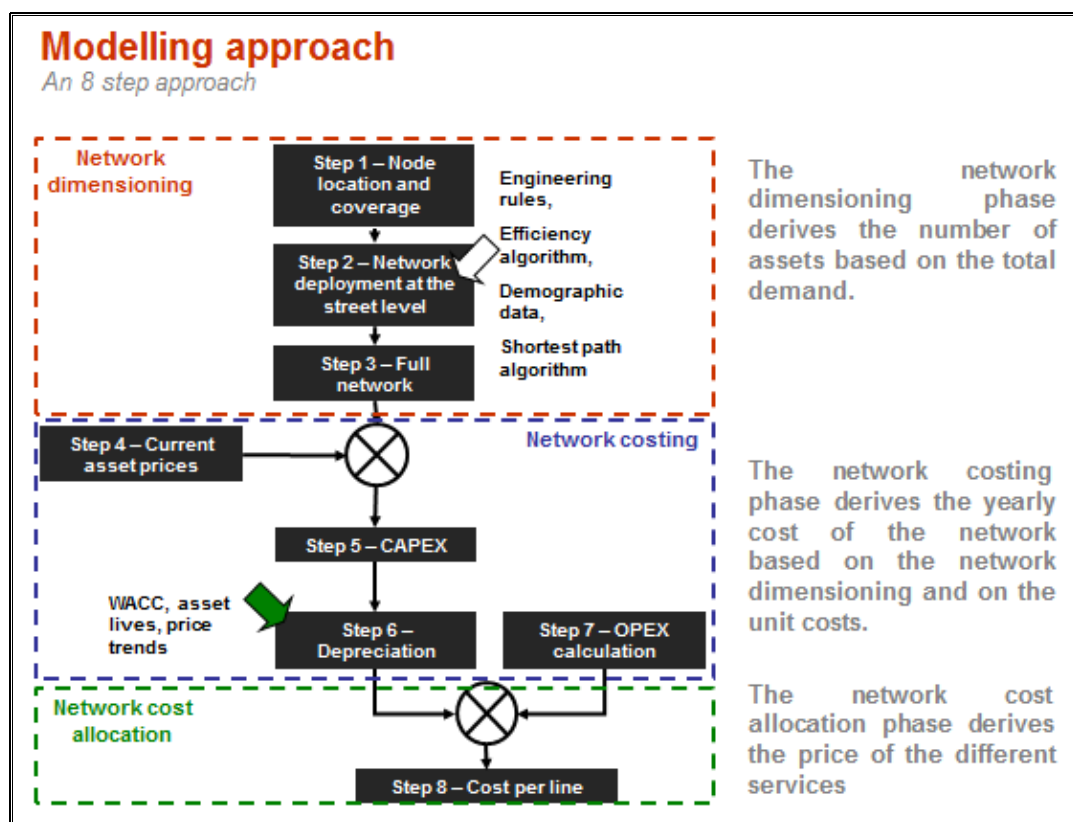 Modelling approach
An 8 step approach
Network
dimensioning
Step 1 – Node
location and
coverage
Engineering
rules,
Efficiency
algorithm,
Demographic
data,
Shortest path
algorithm
Step 2 – Network
deployment at the
street level
Step 3 – Full
network
The network
dimensioning phase
derives the number of
assets based on the total
demand.
Network costing
Step 4 – Current
asset prices
Step 5 – CAPEX
WACC, asset
lives, price
trends
Step 6 –
Depreciation
Step 7 – OPEX
calculation
The network costing
phase derives the yearly
cost of the network
based on the network
dimensioning and on the
unit costs.
Network cost
allocation
Step 8 – Cost per line
The network cost
allocation phase derives
the price of the different
services